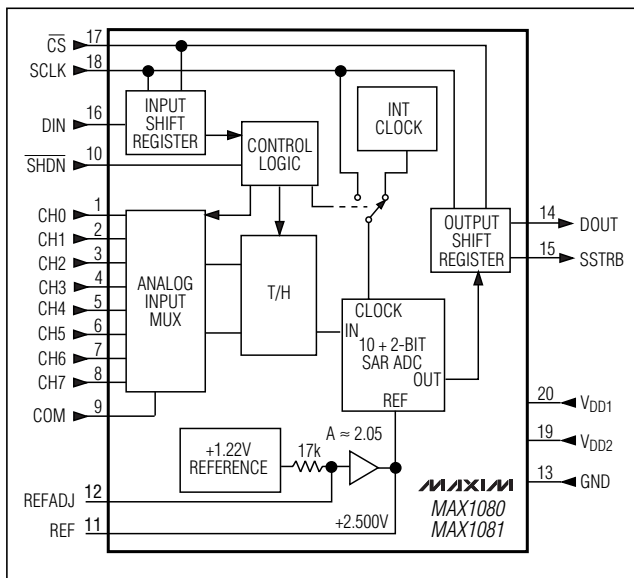 CS 17
SCLK 18
DIN 16
SHDN 10
CH0 1
CH1 2
CH2 3
CH3 4
CH4 5
CH5 6
CH6 7
CH7 8
COM 9
REFADJ 12
REF 11
INPUT
SHIFT
REGISTER
CONTROL
LOGIC
INT
CLOCK
ANALOG
INPUT
MUX
T/H
CLOCK
IN
10 + 2-BIT
SAR ADC
OUT
REF
OUTPUT
SHIFT
REGISTER
14 DOUT
15 SSTRB
20 VDD1
19 VDD2
13 GND
+1.22V
REFERENCE
17k
A ≈ 2.05
+2.500V
MAXIM
MAX1080
MAX1081